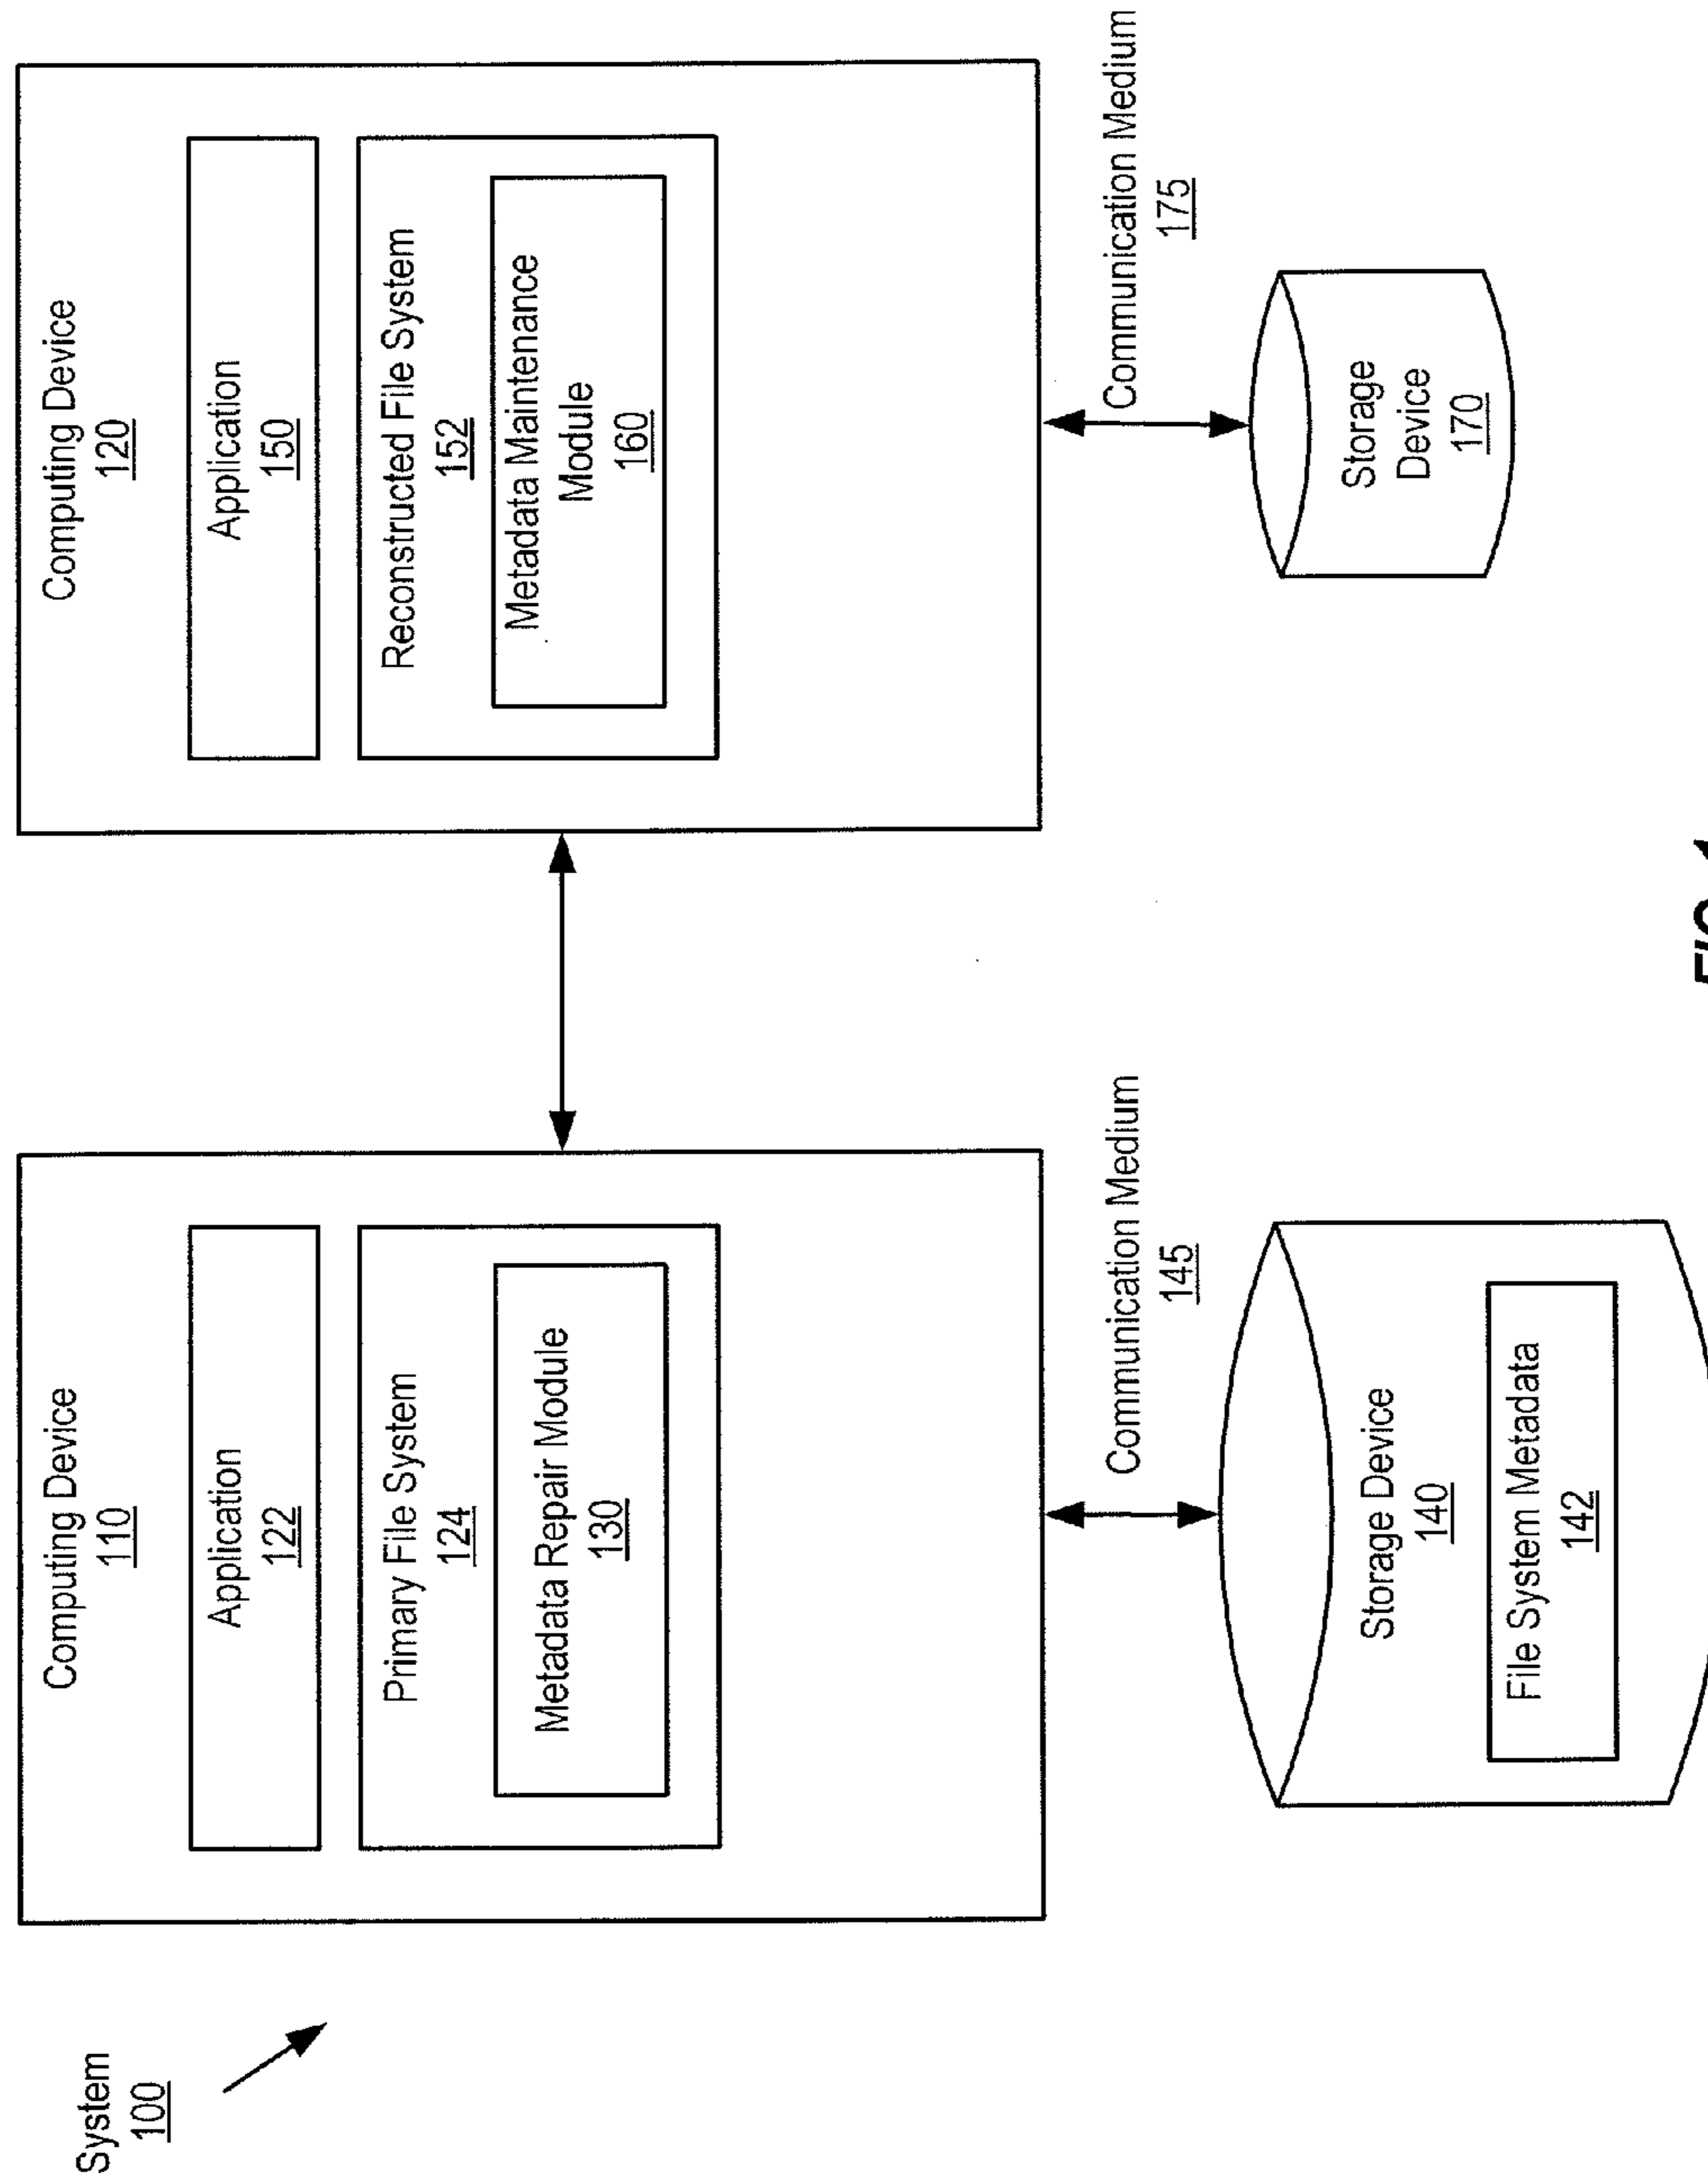 System
100
Computing Device
110
Application
122
Primary File System
124
Metadata Repair Module
130
Communication Medium
145
Storage Device
140
File System Metadata
142
Computing Device
120
Application
150
Reconstructed File System
152
Metadata Maintenance
Module
160
Communication Medium
175
Storage
Device
170
FIG. 1